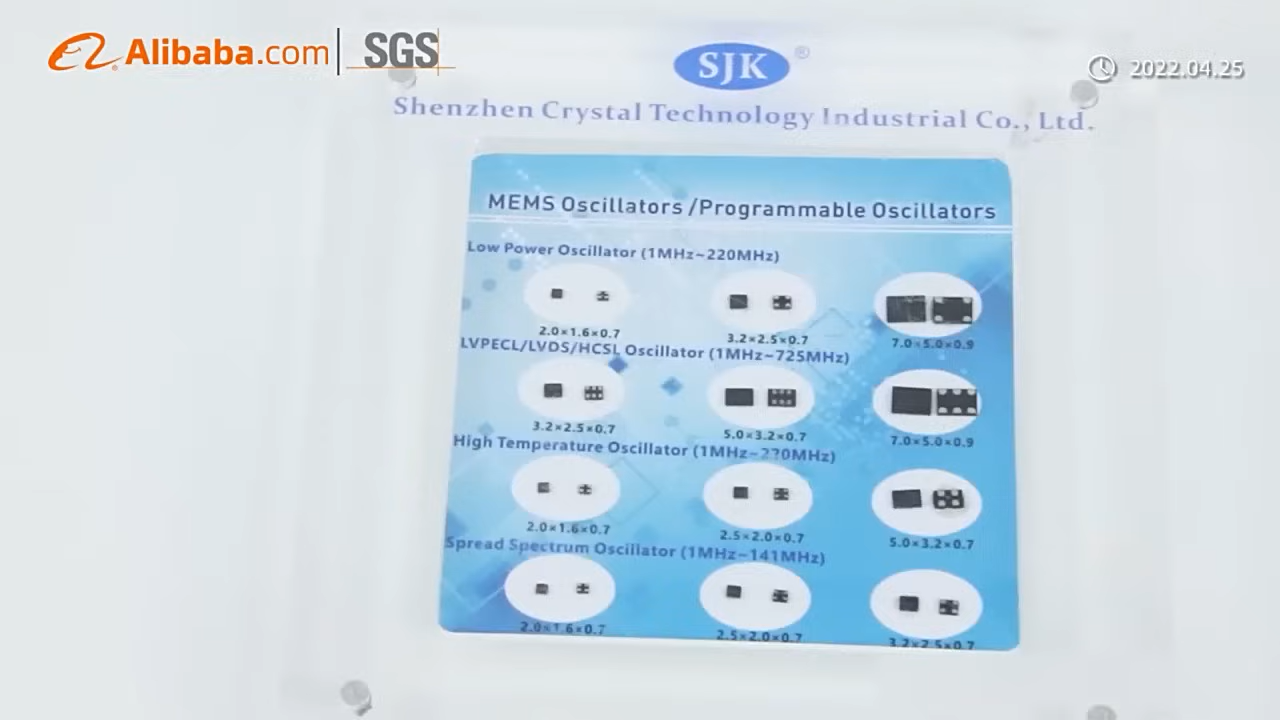 Alibaba.com | SGS
2022.04.25
SJK®
Shenzhen Crystal Technology Industrial Co., Ltd.
MEMS Oscillators /Programmable Oscillators
Low Power Oscillator (1MHz~220MHz)
2.0×1.6×0.7
3.2×2.5×0.7
7.0×5.0×0.9
LVPECL/LVDS/HCSL Oscillator (1MHz~725MHz)
3.2×2.5×0.7
5.0×3.2×0.7
7.0×5.0×0.9
High Temperature Oscillator (1MHz~220MHz)
2.0×1.6×0.7
2.5×2.0×0.7
5.0×3.2×0.7
Spread Spectrum Oscillator (1MHz~141MHz)
2.0×1.6×0.7
2.5×2.0×0.7
3.2×2.5×0.7